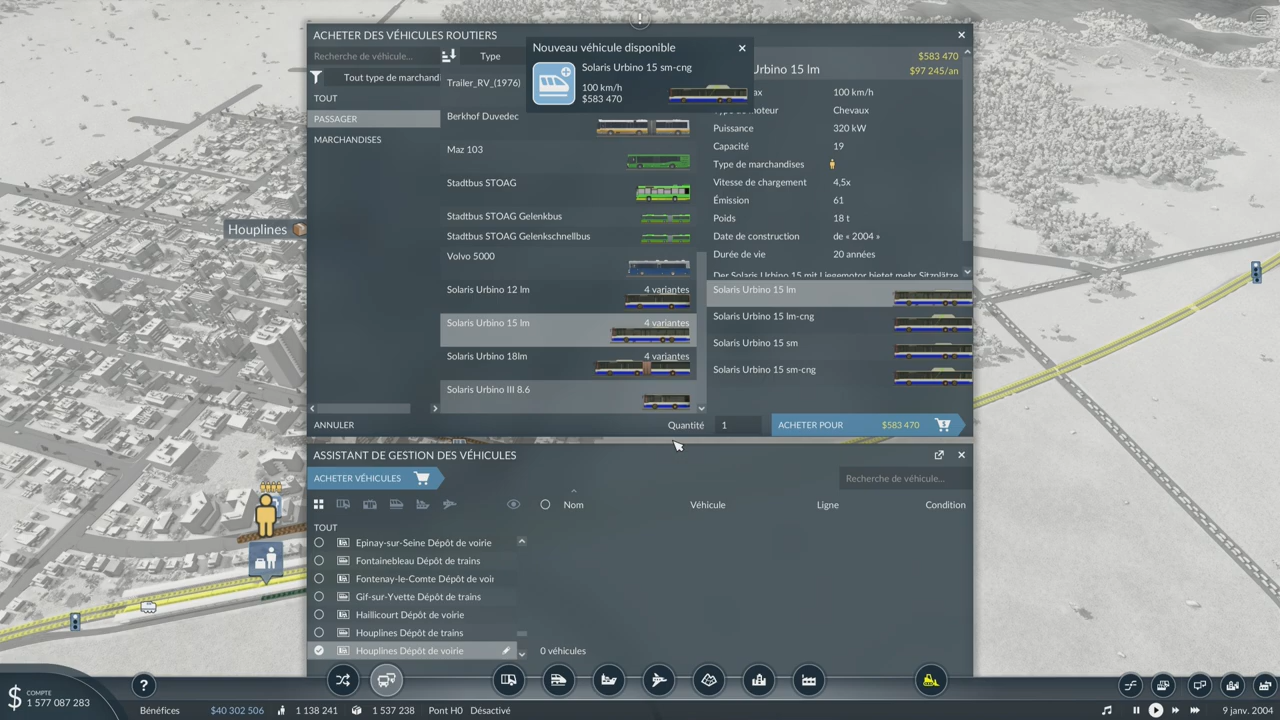 ACHETER DES VÉHICULES ROUTIERS
Recherche de véhicule...
Type
Tout type de marchand
TOUT
PASSAGER
MARCHANDISES
Trailer_RV_(1976)
Berkhof Duvedec
Maz 103
Stadtbus STOAG
Stadtbus STOAG Gelenkbus
Stadtbus STOAG Gelenkschnellbus
Volvo 5000
Solaris Urbino 12 lm 4 variantes
Solaris Urbino 15 lm 4 variantes
Solaris Urbino 18lm 4 variantes
Solaris Urbino III 8.6
Nouveau véhicule disponible
Solaris Urbino 15 sm-cng
100 km/h
$583 470
$583 470
Urbino 15 lm $97 245/an
100 km/h
Chevaux
Puissance 320 kW
Capacité 19
Type de marchandises
Vitesse de chargement 4,5x
Émission 61
Poids 18 t
Date de construction de « 2004 »
Durée de vie 20 années
Der Solaris Urbino 15 mit Liegemotor bietet mehr Sitzplätze
Solaris Urbino 15 lm
Solaris Urbino 15 lm-cng
Solaris Urbino 15 sm
Solaris Urbino 15 sm-cng
ANNULER
Quantité 1
ACHETER POUR $583 470
Houplines
ASSISTANT DE GESTION DES VÉHICULES
ACHETER VÉHICULES
Recherche de véhicule...
Nom Véhicule Ligne Condition
TOUT
Epinay-sur-Seine Dépôt de voirie
Fontainebleau Dépôt de trains
Fontenay-le-Comte Dépôt de voir
Gif-sur-Yvette Dépôt de trains
Haillicourt Dépôt de voirie
Houplines Dépôt de trains
Houplines Dépôt de voirie
0 véhicules
$ COMPTE
1 577 087 283
?
Bénéfices $40 302 506 1 138 241 1 537 238 Pont H0 Désactivé
9 janv. 2004